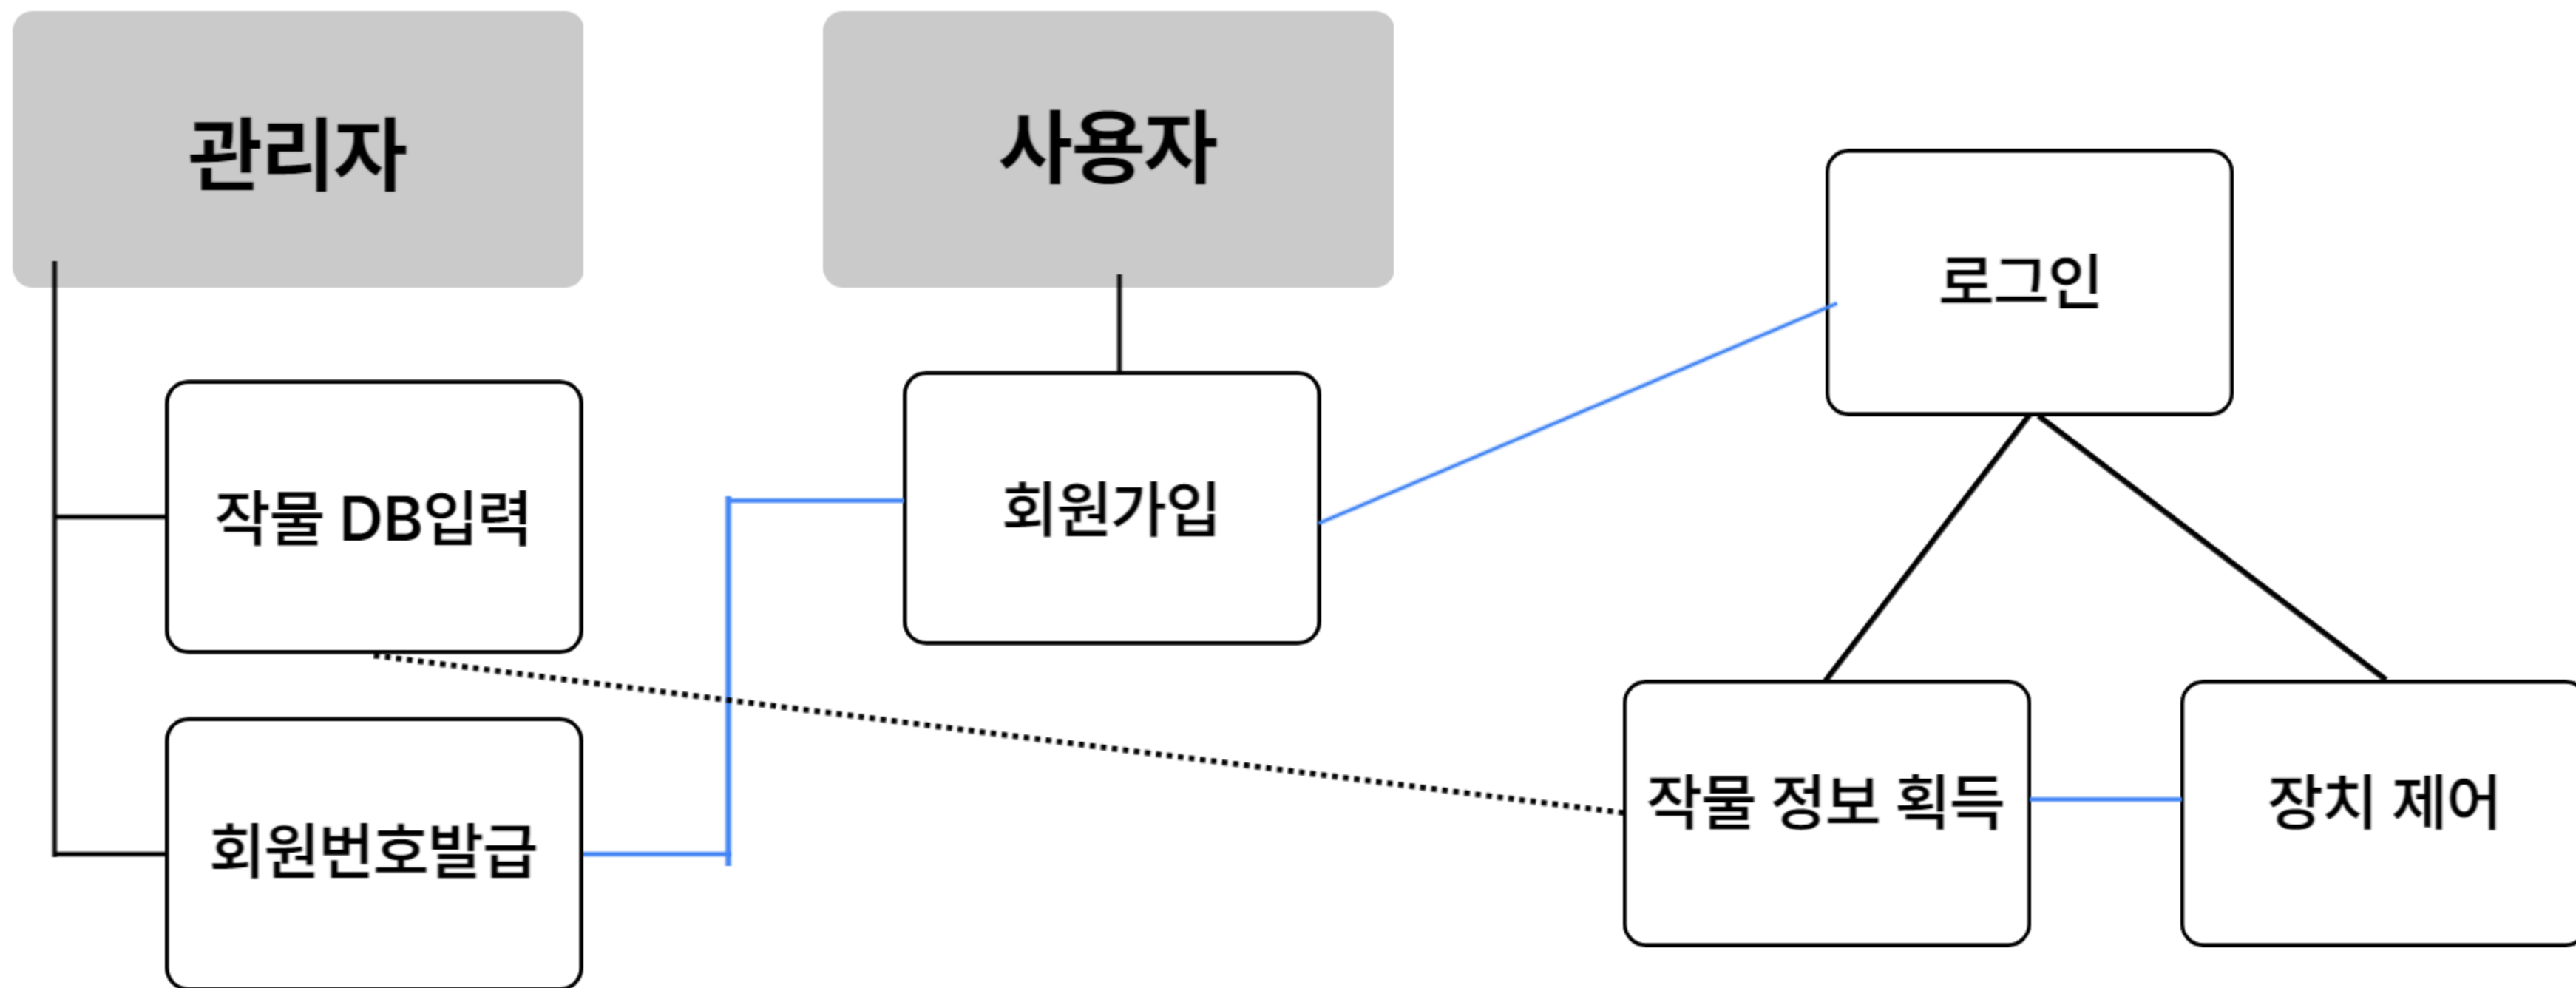 관리자
사용자
로그인
작물 DB입력
회원가입
회원번호발급
작물 정보 획득
장치 제어